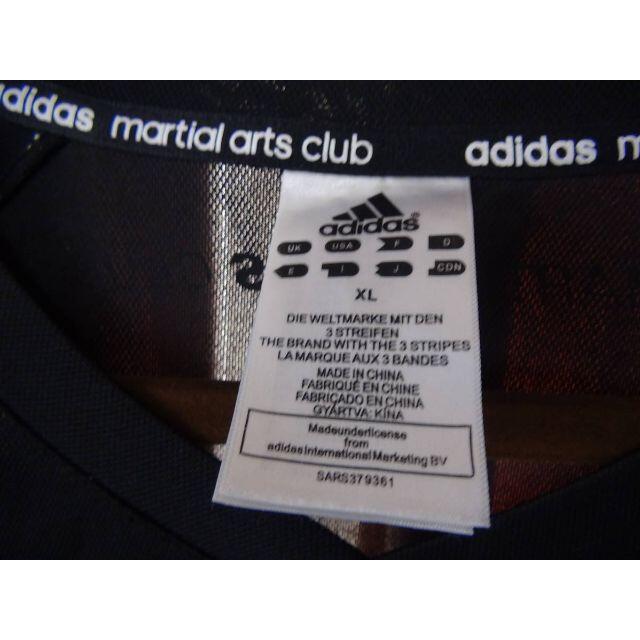 adidas martial arts club adidas m
adidas®
UK USA F D
E I J CDN
XL
DIE WELTMARKE MIT DEN
3 STREIFEN
THE BRAND WITH THE 3 STRIPES
LA MARQUE AUX 3 BANDES
MADE IN CHINA
FABRIQUÉ EN CHINE
FABRICADO EN CHINA
GYÁRTVA: KÍNA
Madeunderlicense
from
adidasInternational Marketing BV
SARS379361